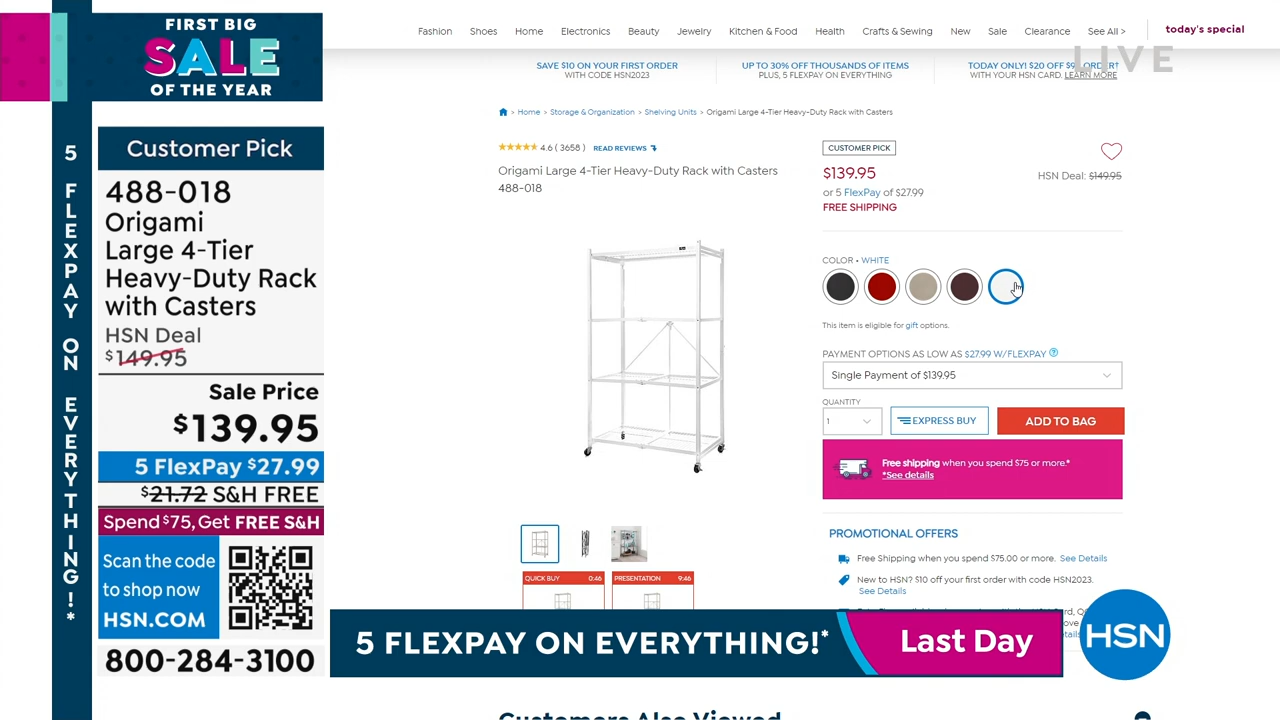 FIRST BIG
SALE
OF THE YEAR
5 FLEXPAY ON EVERYTHING!*
Customer Pick
488-018
Origami
Large 4-Tier
Heavy-Duty Rack
with Casters
HSN Deal
$149.95
Sale Price
$139.95
5 FlexPay $27.99
$21.72 S&H FREE
Spend $75, Get FREE S&H
Scan the code
to shop now
HSN.COM
800-284-3100
Fashion Shoes Home Electronics Beauty Jewelry Kitchen & Food Health Crafts & Sewing New Sale Clearance See All > today's special
LIVE
SAVE $10 ON YOUR FIRST ORDER
WITH CODE HSN2023
UP TO 30% OFF THOUSANDS OF ITEMS
PLUS, 5 FLEXPAY ON EVERYTHING
TODAY ONLY! $20 OFF
WITH YOUR HSN CARD. LEARN MORE
Home > Storage & Organization > Shelving Units > Origami Large 4-Tier Heavy-Duty Rack with Casters
4.6 ( 3658 ) READ REVIEWS
Origami Large 4-Tier Heavy-Duty Rack with Casters
488-018
CUSTOMER PICK
$139.95
HSN Deal: $149.95
or 5 FlexPay of $27.99
FREE SHIPPING
COLOR • WHITE
This item is eligible for gift options.
PAYMENT OPTIONS AS LOW AS $27.99 W/FLEXPAY ?
Single Payment of $139.95
QUANTITY
1
EXPRESS BUY
ADD TO BAG
Free shipping when you spend $75 or more.*
*See details
PROMOTIONAL OFFERS
Free Shipping when you spend $75.00 or more. See Details
New to HSN? $10 off your first order with code HSN2023.
See Details
QUICK BUY 0:46
PRESENTATION 9:46
5 FLEXPAY ON EVERYTHING!*
Last Day
HSN
Customers Also Viewed